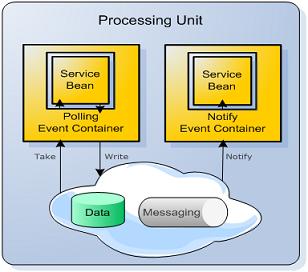 Processing Unit
Service
Bean
Polling
Event Container
Service
Bean
Notify
Event Container
Take
Write
Notify
Data
Messaging